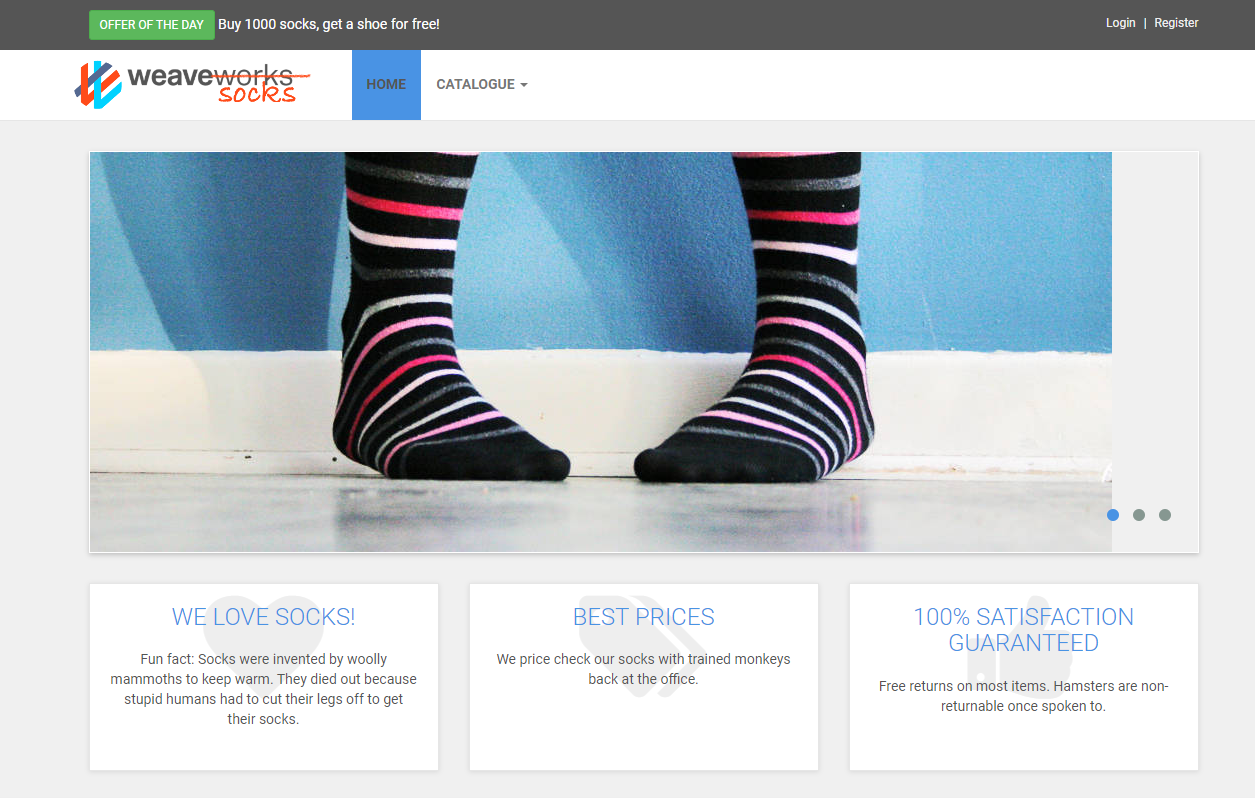 OFFER OF THE DAY Buy 1000 socks, get a shoe for free!
Login | Register
weaveworks
socks
HOME
CATALOGUE
WE LOVE SOCKS!
Fun fact: Socks were invented by woolly
mammoths to keep warm. They died out because
stupid humans had to cut their legs off to get
their socks.
BEST PRICES
We price check our socks with trained monkeys
back at the office.
100% SATISFACTION
GUARANTEED
Free returns on most items. Hamsters are non-
returnable once spoken to.